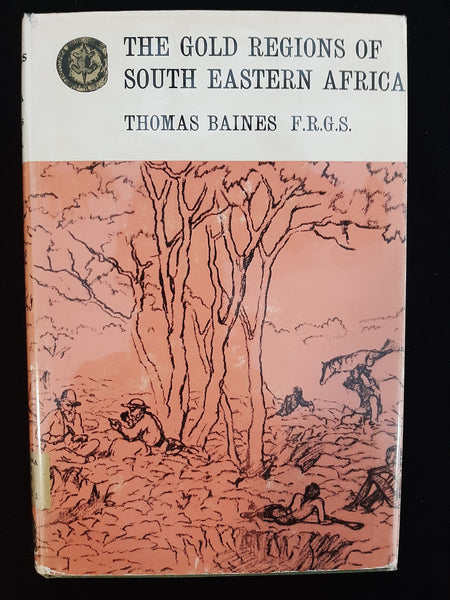 THE GOLD REGIONS OF
SOUTH EASTERN AFRICA
THOMAS BAINES F.R.G.S.